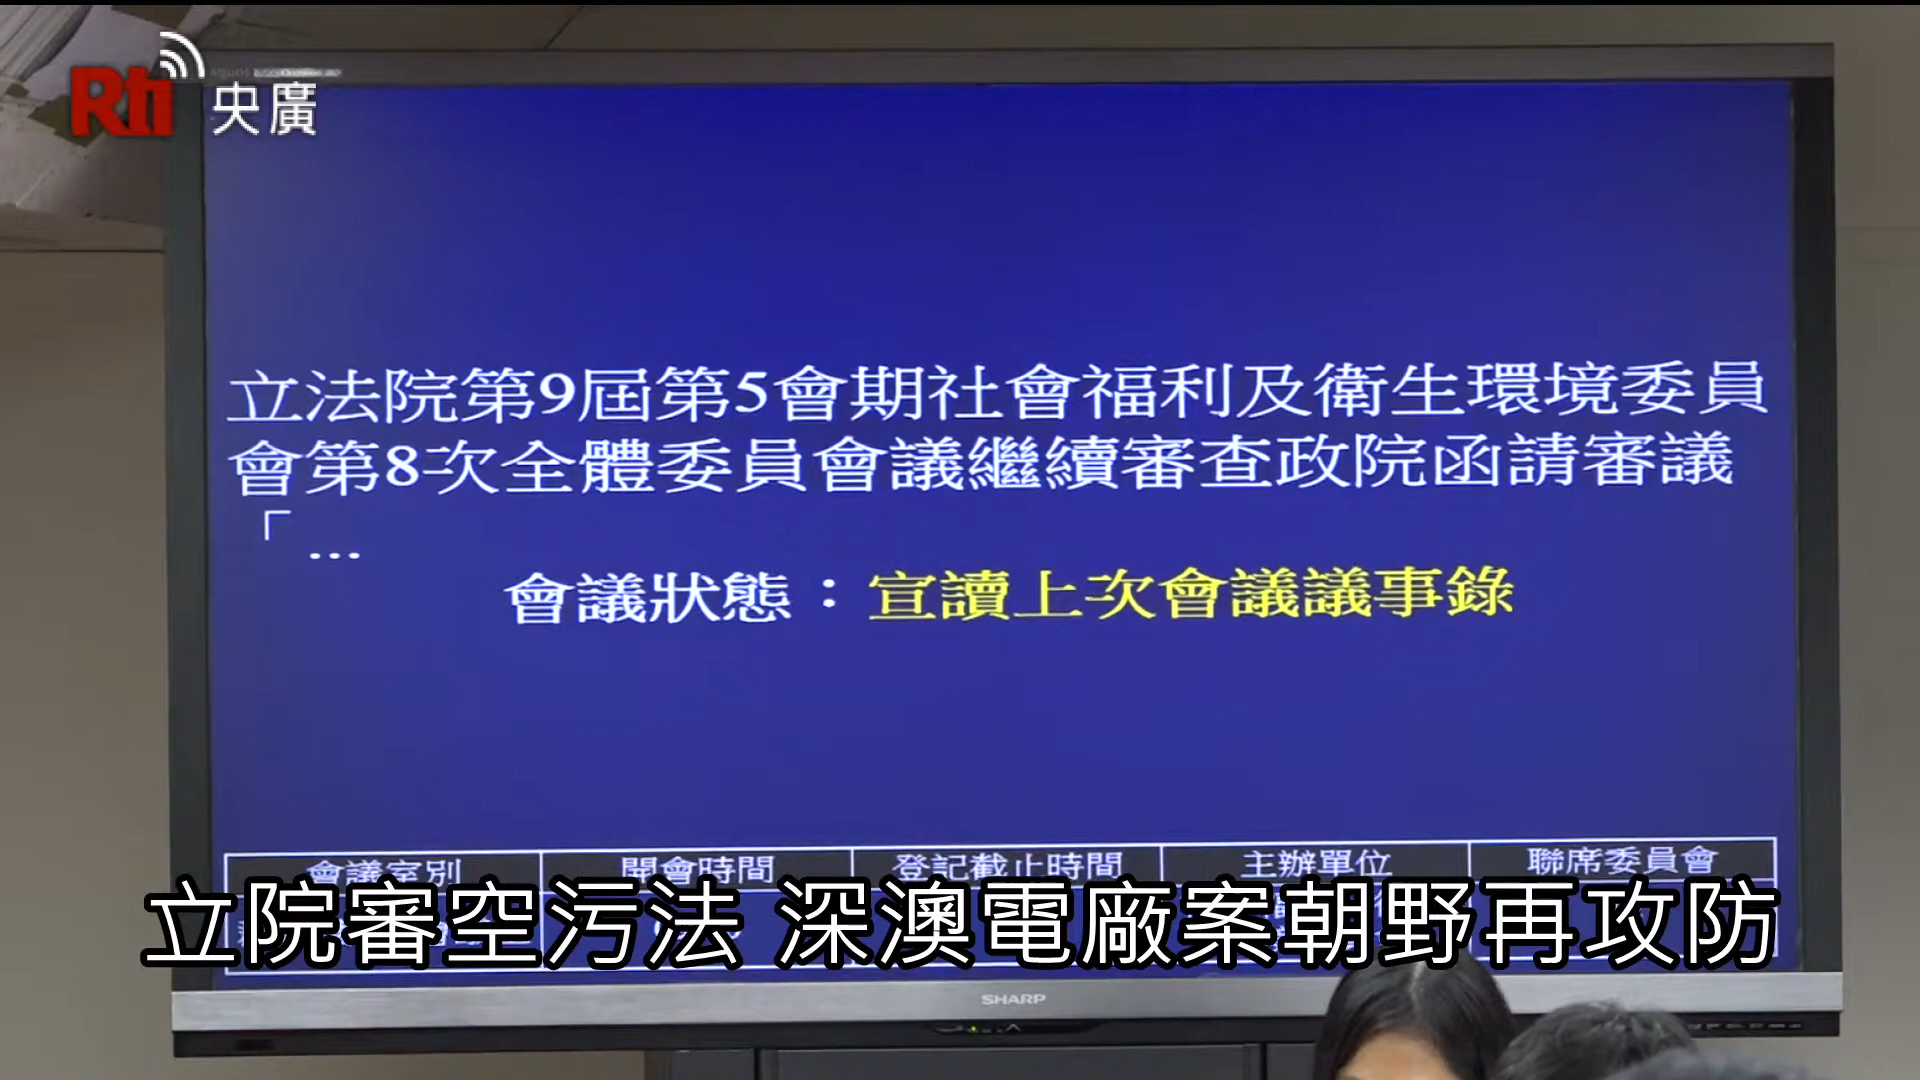 Rti 央廣
立法院第9屆第5會期社會福利及衛生環境委員
會第8次全體委員會議繼續審查政院函請審議
「...
會議狀態：宣讀上次會議議事錄
會議室別 開會時間 登記截止時間 主辦單位 聯席委員會
立院審空污法 深澳電廠案朝野再攻防
SHARP